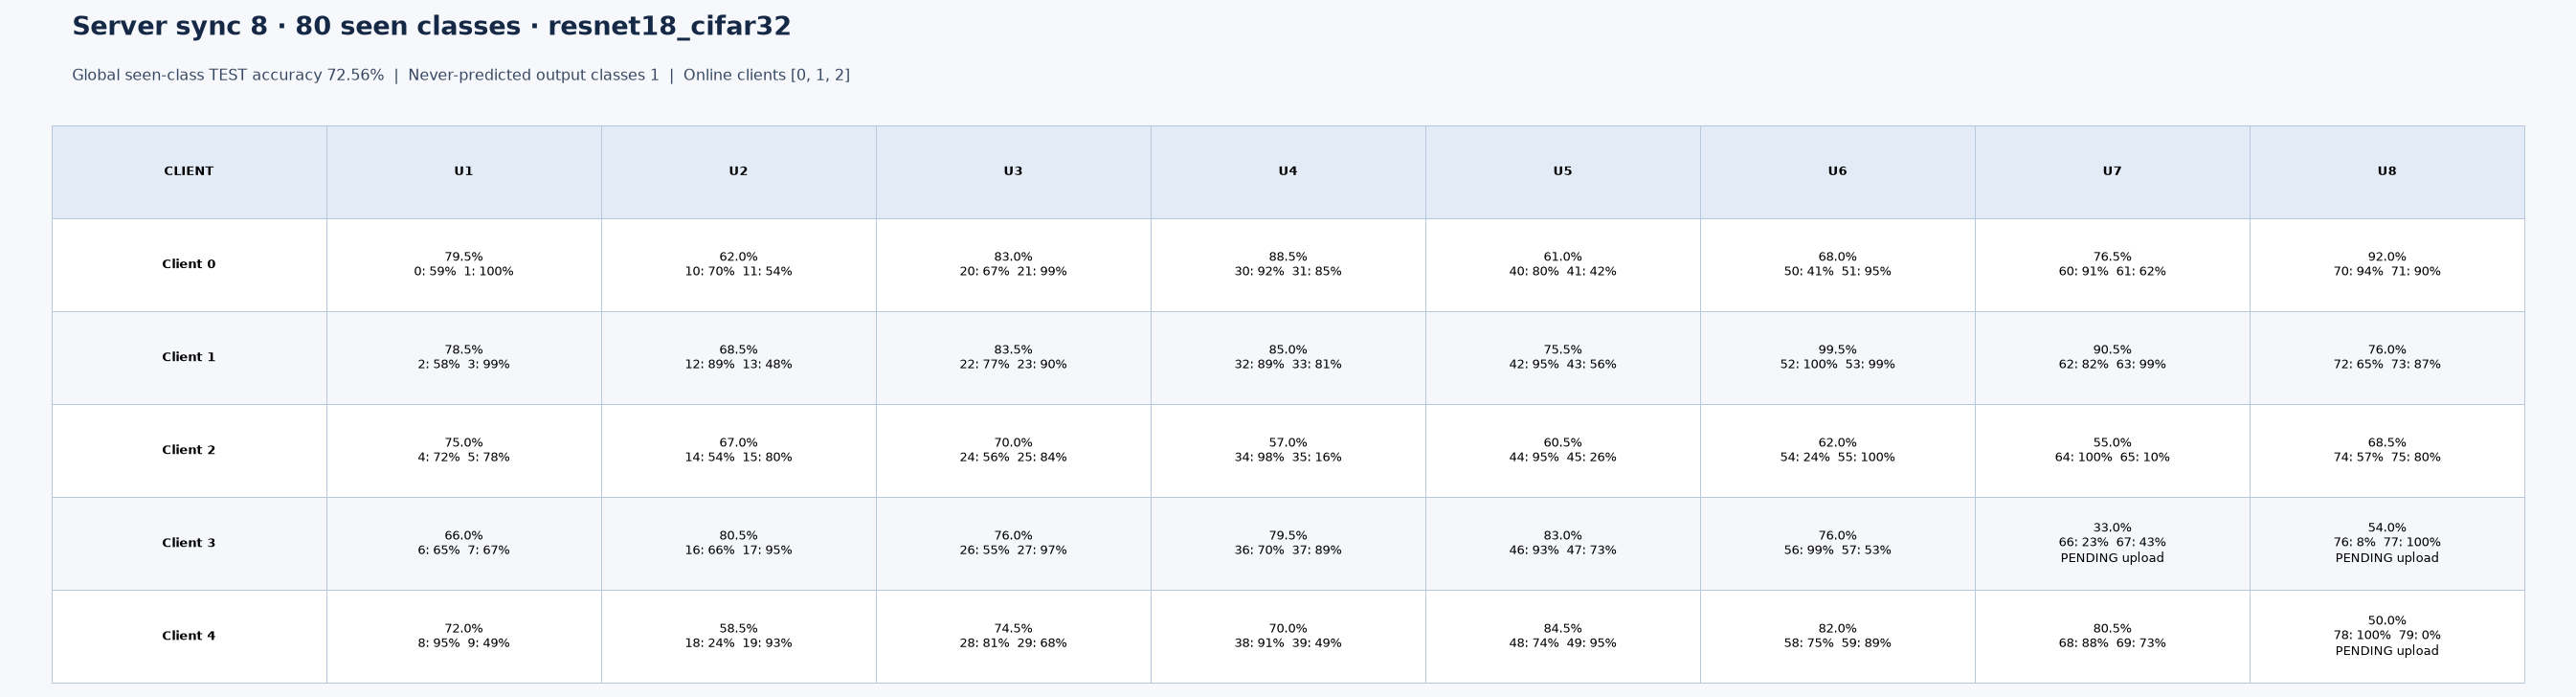 Server sync 8 · 80 seen classes · resnet18_cifar32
Global seen-class TEST accuracy 72.56% | Never-predicted output classes 1 | Online clients [0, 1, 2]
CLIENT U1 U2 U3 U4 U5 U6 U7 U8
Client 0
79.5%
0: 59% 1: 100%
62.0%
10: 70% 11: 54%
83.0%
20: 67% 21: 99%
88.5%
30: 92% 31: 85%
61.0%
40: 80% 41: 42%
68.0%
50: 41% 51: 95%
76.5%
60: 91% 61: 62%
92.0%
70: 94% 71: 90%
Client 1
78.5%
2: 58% 3: 99%
68.5%
12: 89% 13: 48%
83.5%
22: 77% 23: 90%
85.0%
32: 89% 33: 81%
75.5%
42: 95% 43: 56%
99.5%
52: 100% 53: 99%
90.5%
62: 82% 63: 99%
76.0%
72: 65% 73: 87%
Client 2
75.0%
4: 72% 5: 78%
67.0%
14: 54% 15: 80%
70.0%
24: 56% 25: 84%
57.0%
34: 98% 35: 16%
60.5%
44: 95% 45: 26%
62.0%
54: 24% 55: 100%
55.0%
64: 100% 65: 10%
68.5%
74: 57% 75: 80%
Client 3
66.0%
6: 65% 7: 67%
80.5%
16: 66% 17: 95%
76.0%
26: 55% 27: 97%
79.5%
36: 70% 37: 89%
83.0%
46: 93% 47: 73%
76.0%
56: 99% 57: 53%
33.0%
66: 23% 67: 43%
PENDING upload
54.0%
76: 8% 77: 100%
PENDING upload
Client 4
72.0%
8: 95% 9: 49%
58.5%
18: 24% 19: 93%
74.5%
28: 81% 29: 68%
70.0%
38: 91% 39: 49%
84.5%
48: 74% 49: 95%
82.0%
58: 75% 59: 89%
80.5%
68: 88% 69: 73%
50.0%
78: 100% 79: 0%
PENDING upload